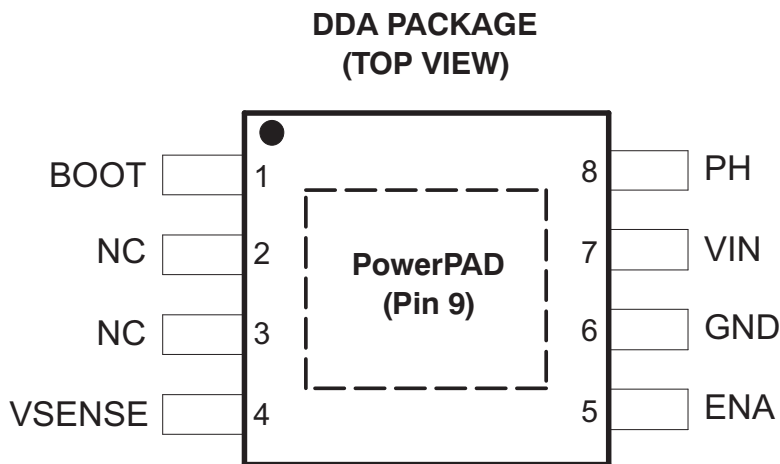 DDA PACKAGE
(TOP VIEW)
BOOT 1 8 PH
NC 2 7 VIN
PowerPAD
(Pin 9)
NC 3 6 GND
VSENSE 4 5 ENA